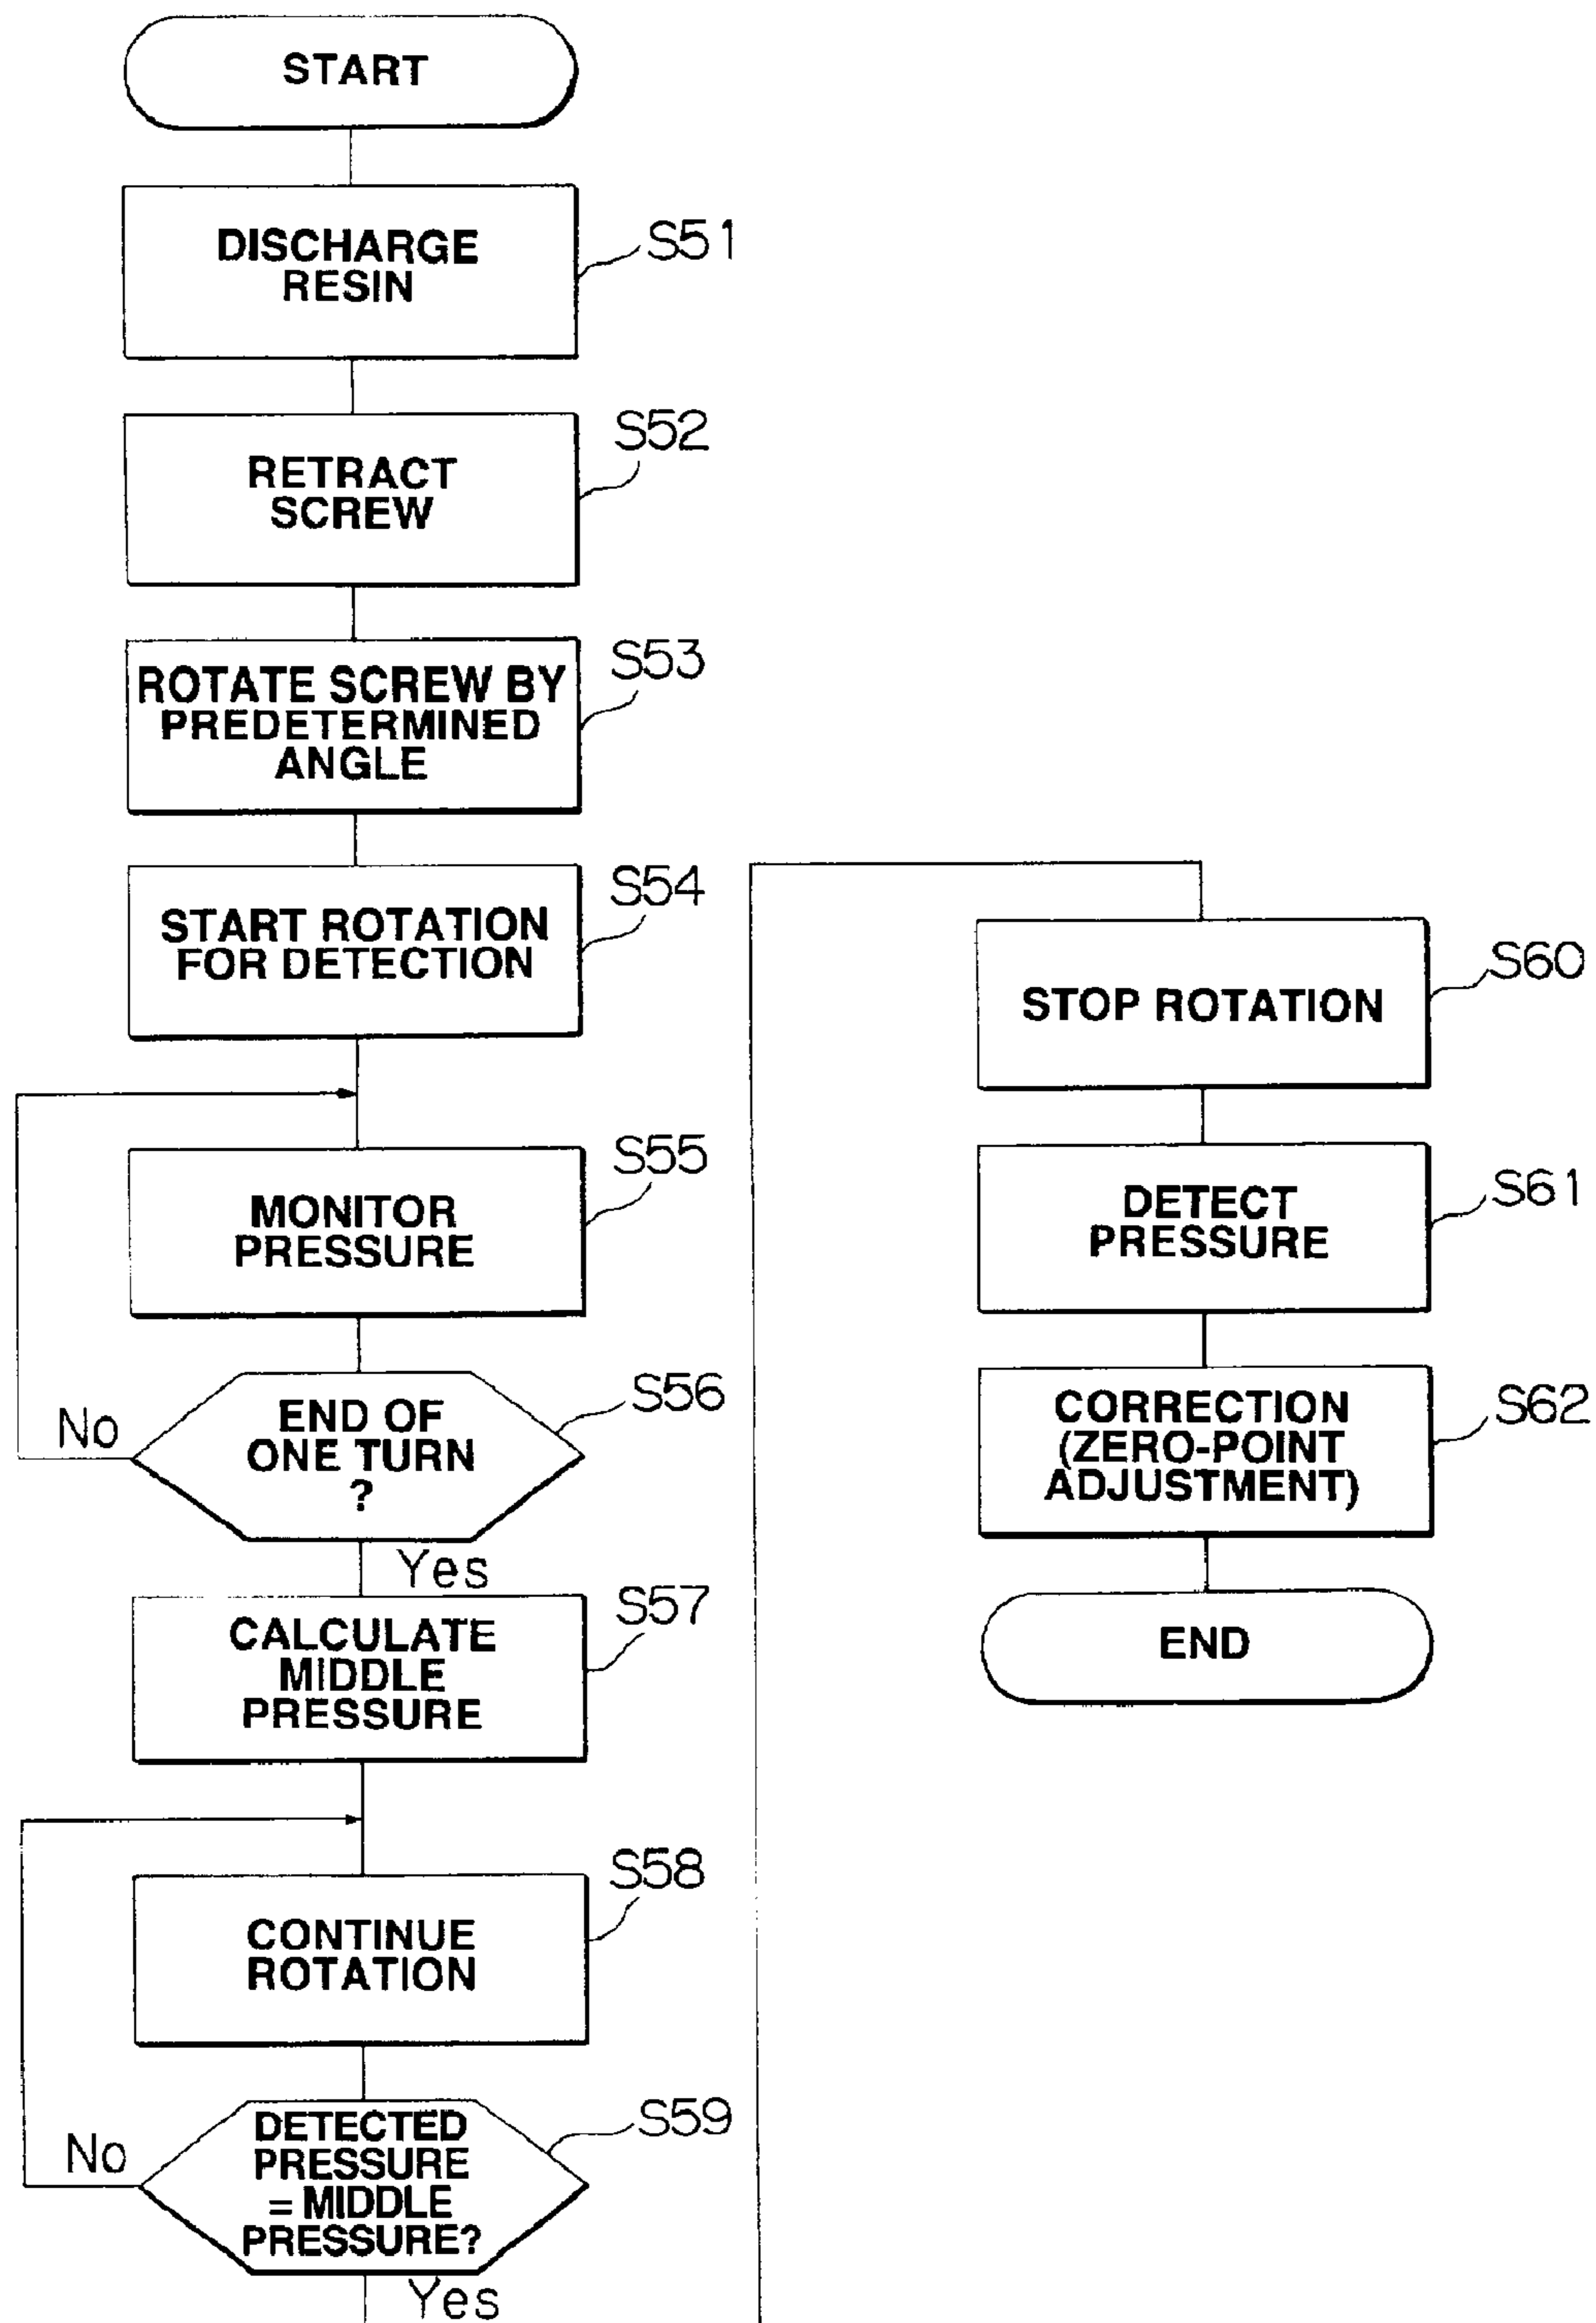 START
DISCHARGE
RESIN
S51
RETRACT
SCREW
S52
ROTATE SCREW BY
PREDETERMINED
ANGLE
S53
START ROTATION
FOR DETECTION
S54
MONITOR
PRESSURE
S55
END OF
ONE TURN
?
S56
No
Yes
CALCULATE
MIDDLE
PRESSURE
S57
CONTINUE
ROTATION
S58
DETECTED
PRESSURE
= MIDDLE
PRESSURE?
S59
No
Yes
STOP ROTATION
S60
DETECT
PRESSURE
S61
CORRECTION
(ZERO-POINT
ADJUSTMENT)
S62
END